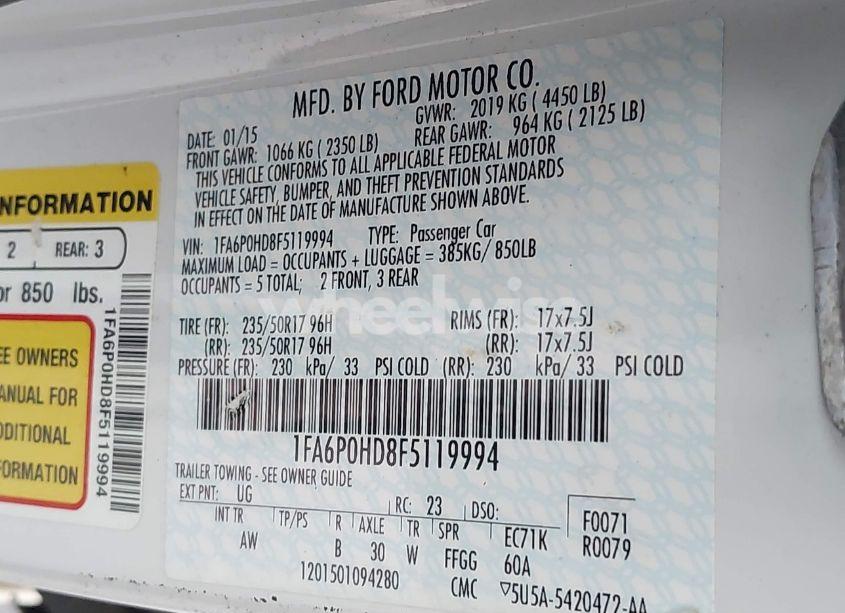 MFD. BY FORD MOTOR CO.
DATE: 01/15 GVWR: 2019 KG ( 4450 LB)
FRONT GAWR: 1066 KG ( 2350 LB) REAR GAWR: 964 KG ( 2125 LB)
THIS VEHICLE CONFORMS TO ALL APPLICABLE FEDERAL MOTOR
VEHICLE SAFETY, BUMPER, AND THEFT PREVENTION STANDARDS
IN EFFECT ON THE DATE OF MANUFACTURE SHOWN ABOVE.
VIN: 1FA6P0HD8F5119994 TYPE: Passenger Car
MAXIMUM LOAD = OCCUPANTS + LUGGAGE = 385KG/ 850LB
OCCUPANTS = 5 TOTAL; 2 FRONT, 3 REAR
wheelwise
TIRE (FR): 235/50R17 96H RIMS (FR): 17x7.5J
(RR): 235/50R17 96H (RR): 17x7.5J
PRESSURE (FR): 230 kPa/ 33 PSI COLD (RR): 230 kPa/ 33 PSI COLD
1FA6P0HD8F5119994
TRAILER TOWING - SEE OWNER GUIDE
EXT PNT: UG RC: 23 DSO: F0071
INT TR TP/PS R AXLE TR SPR EC71K R0079
AW B 30 W FFGG 60A
1201501094280 CMC 5U5A-5420472-AA
NFORMATION
2 REAR: 3
or 850 lbs.
1FA6P0HD8F5119994
EE OWNERS
ANUAL FOR
DDITIONAL
FORMATION